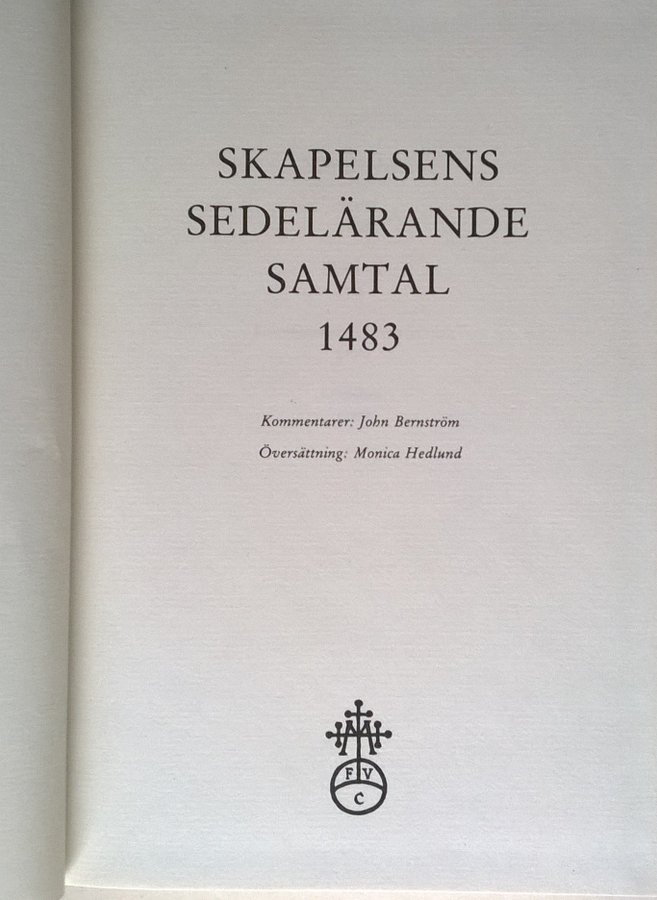 SKAPELSENS
SEDELÄRANDE
SAMTAL
1483
Kommentarer: John Bernström
Översättning: Monica Hedlund
M
F V
C